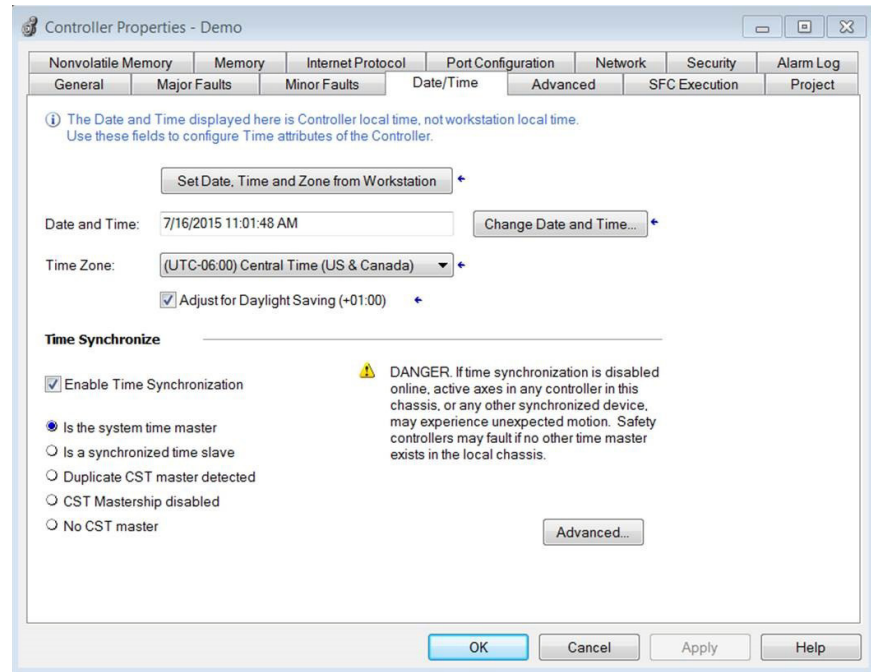 Controller Properties - Demo
Nonvolatile Memory Memory Internet Protocol Port Configuration Network Security Alarm Log
General Major Faults Minor Faults Date/Time Advanced SFC Execution Project
The Date and Time displayed here is Controller local time, not workstation local time.
Use these fields to configure Time attributes of the Controller.
Set Date, Time and Zone from Workstation
Date and Time: 7/16/2015 11:01:48 AM Change Date and Time...
Time Zone: (UTC-06:00) Central Time (US & Canada)
Adjust for Daylight Saving (+01:00)
Time Synchronize
Enable Time Synchronization
Is the system time master
Is a synchronized time slave
Duplicate CST master detected
CST Mastership disabled
No CST master
DANGER. If time synchronization is disabled
online, active axes in any controller in this
chassis, or any other synchronized device,
may experience unexpected motion. Safety
controllers may fault if no other time master
exists in the local chassis.
Advanced...
OK Cancel Apply Help